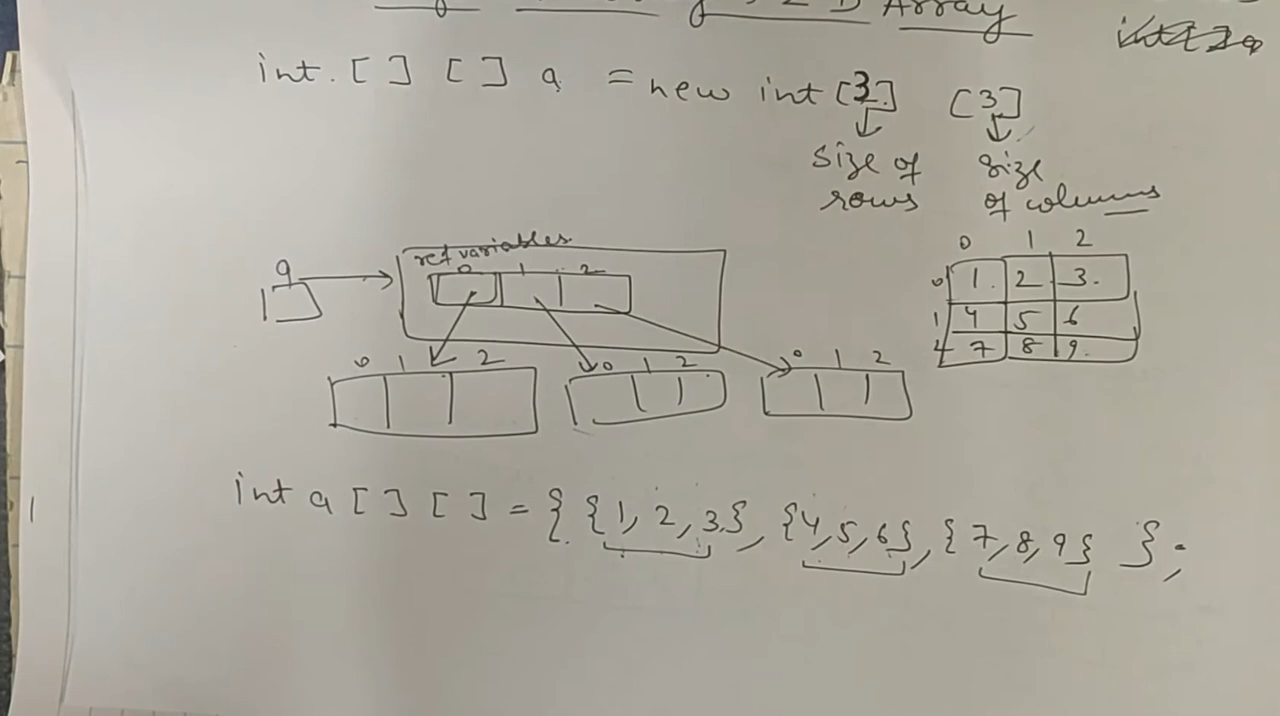 2D Array
int [ ] [ ] a = new int [3] [3]
size of rows
size of columns
ref variables
a
0 1 2
0 1 2
0 1 2
0 1 2
0 1 2
0 1 2 3
1 4 5 6
2 7 8 9
int a [ ] [ ] = { {1, 2, 3}, {4, 5, 6}, {7, 8, 9} };